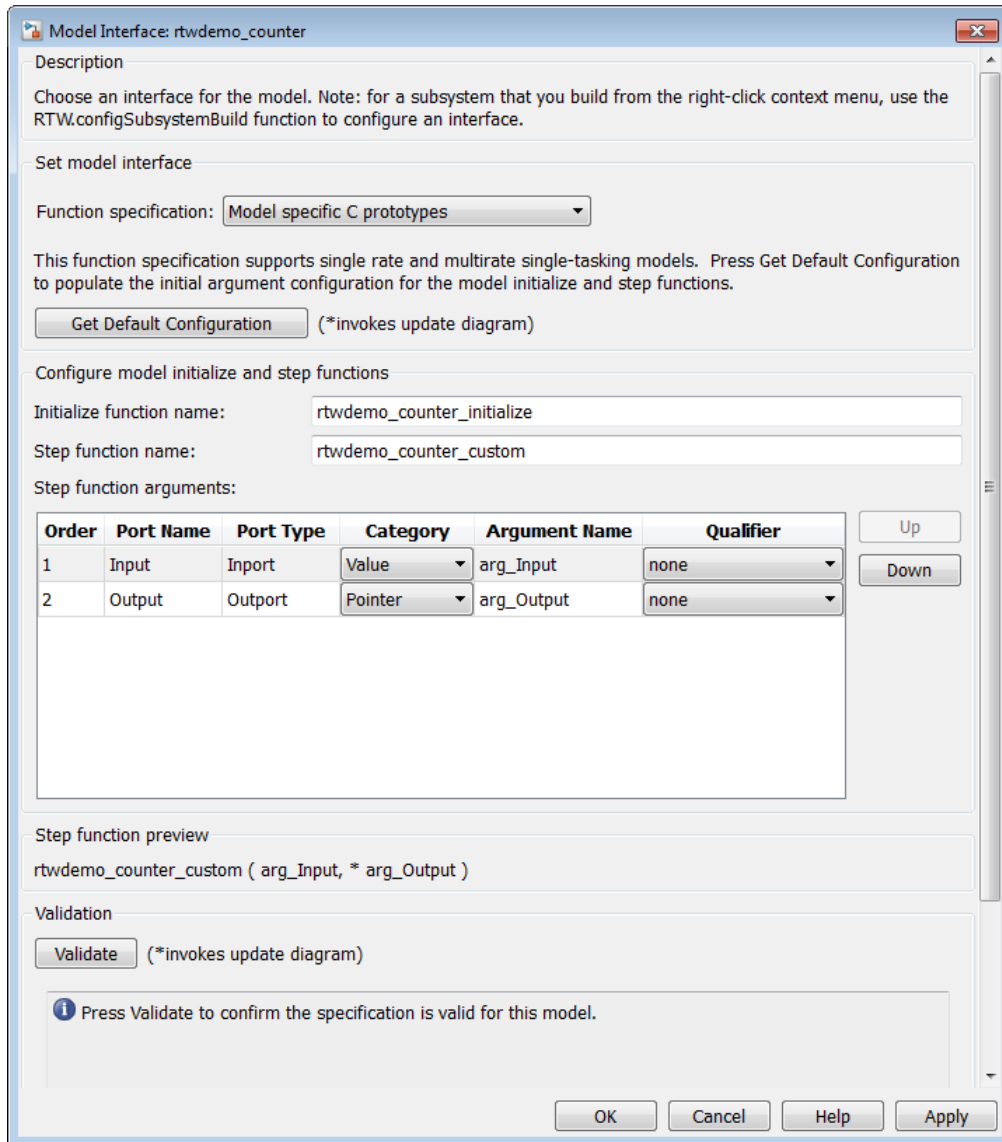 Model Interface: rtwdemo_counter
Description
Choose an interface for the model. Note: for a subsystem that you build from the right-click context menu, use the
RTW.configSubsystemBuild function to configure an interface.
Set model interface
Function specification: Model specific C prototypes
This function specification supports single rate and multirate single-tasking models. Press Get Default Configuration
to populate the initial argument configuration for the model initialize and step functions.
Get Default Configuration (*invokes update diagram)
Configure model initialize and step functions
Initialize function name: rtwdemo_counter_initialize
Step function name: rtwdemo_counter_custom
Step function arguments:
Order Port Name Port Type Category Argument Name Qualifier Up
1 Input Inport Value arg_Input none Down
2 Output Outport Pointer arg_Output none
Step function preview
rtwdemo_counter_custom ( arg_Input, * arg_Output )
Validation
Validate (*invokes update diagram)
Press Validate to confirm the specification is valid for this model.
OK Cancel Help Apply